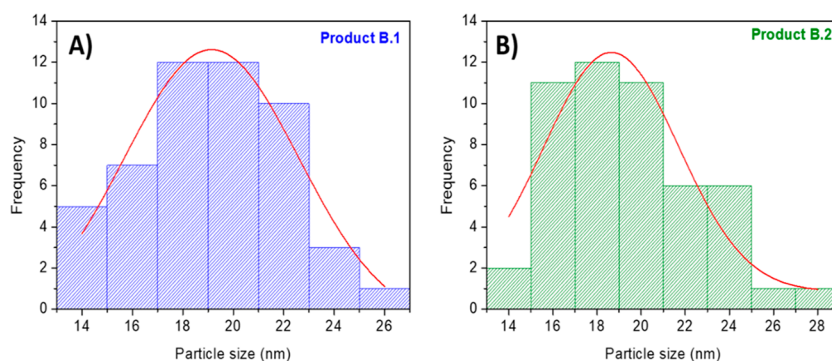 A)
Product B.1
Frequency
14
12
10
8
6
4
2
0
14 16 18 20 22 24 26
Particle size (nm)
B)
Product B.2
Frequency
14
12
10
8
6
4
2
0
14 16 18 20 22 24 26 28
Particle size (nm)